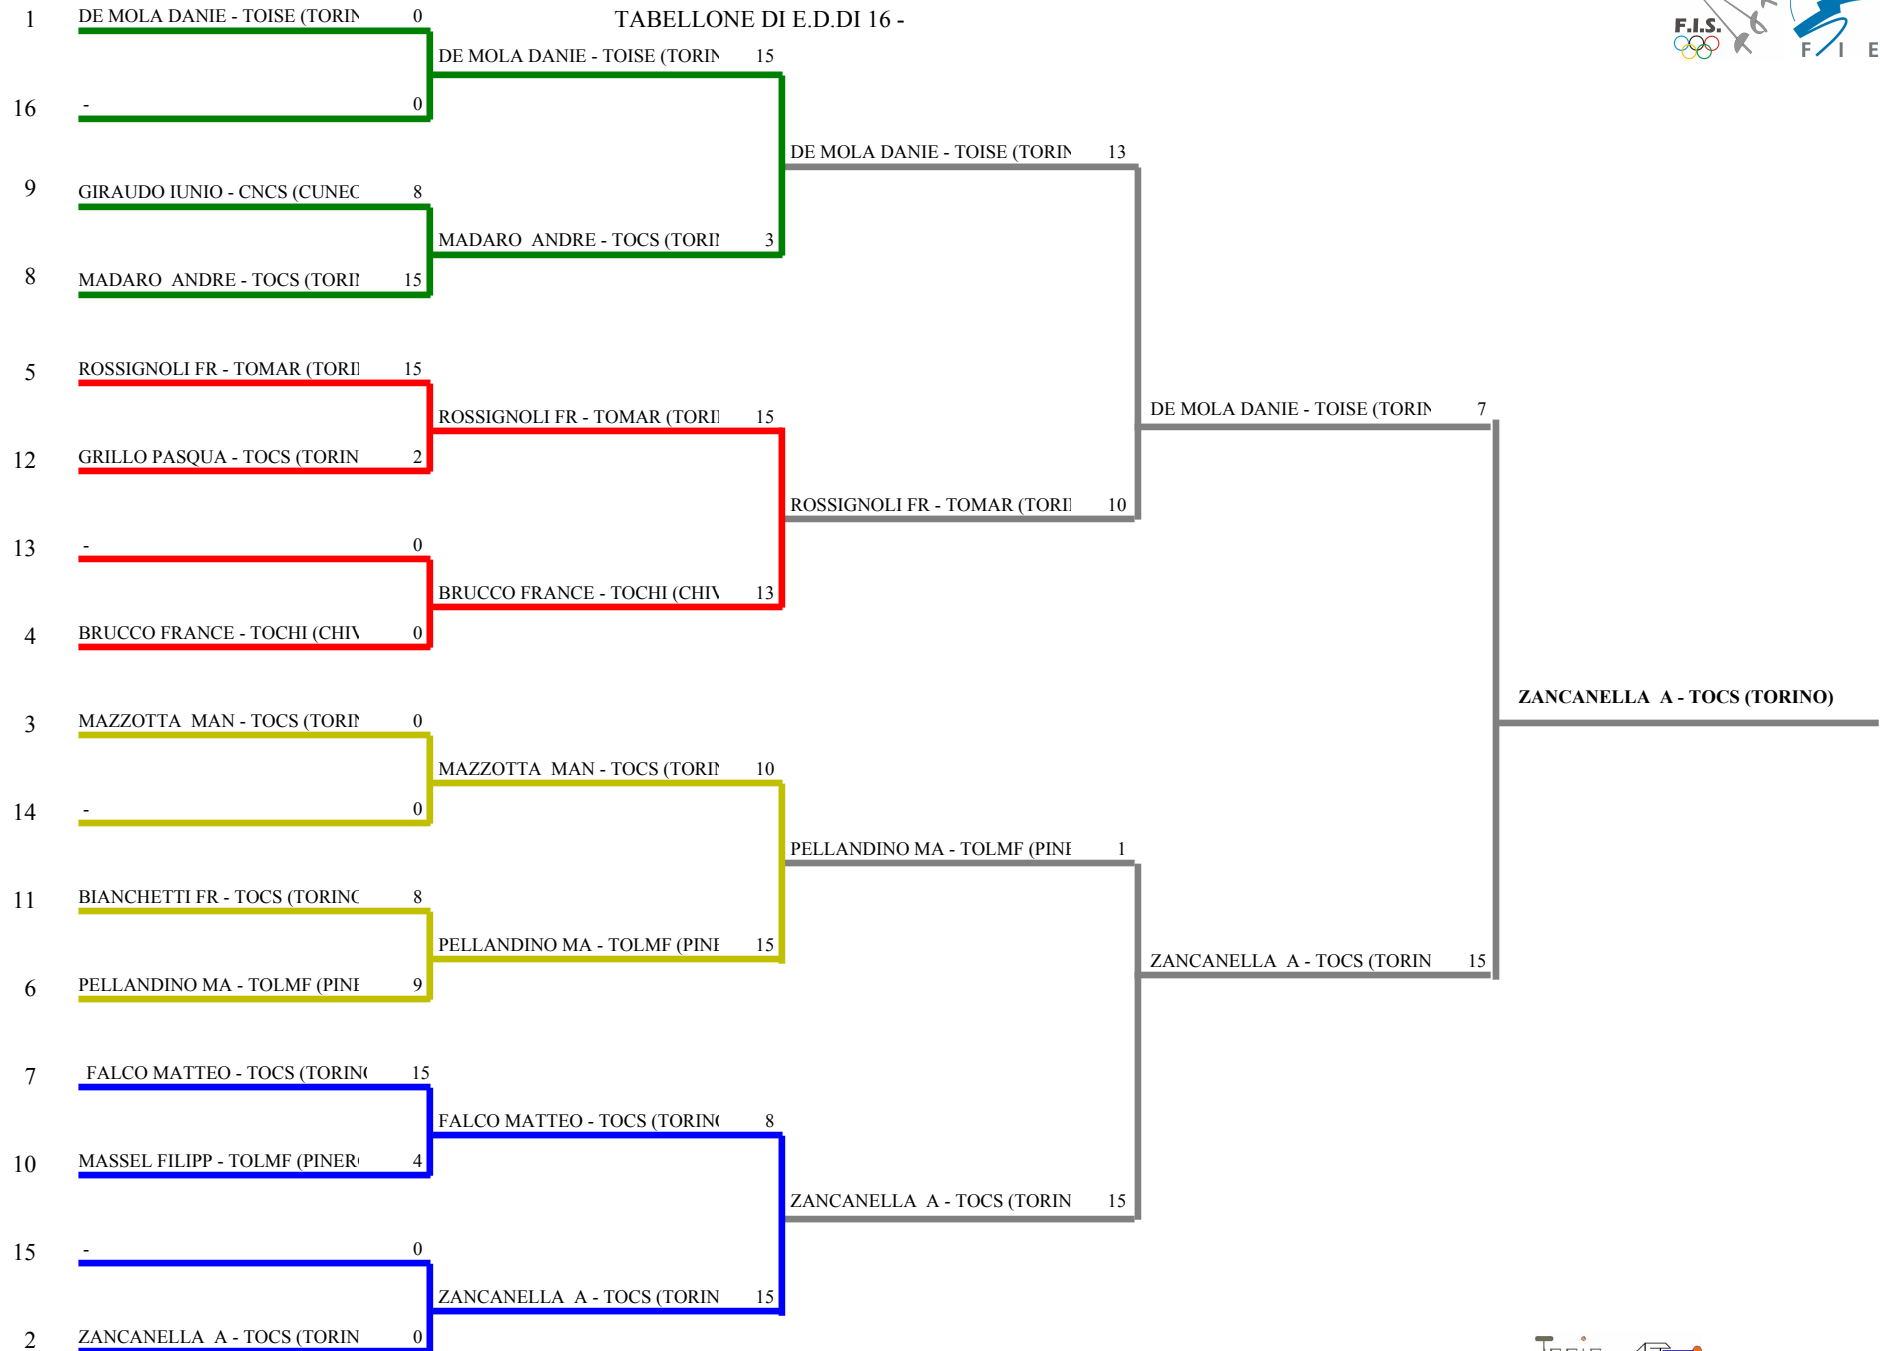 TABELLONE DI E.D.DI 16 -
F.I.S.
F I E
1 DE MOLA DANIE - TOISE (TORIN 0
DE MOLA DANIE - TOISE (TORIN 15
16 - 0
DE MOLA DANIE - TOISE (TORIN 13
9 GIRAUDO IUNIO - CNCS (CUNEO 8
MADARO ANDRE - TOCS (TORIN 3
8 MADARO ANDRE - TOCS (TORIN 15
5 ROSSIGNOLI FR - TOMAR (TORI 15
DE MOLA DANIE - TOISE (TORIN 7
ROSSIGNOLI FR - TOMAR (TORI 15
12 GRILLO PASQUA - TOCS (TORIN 2
ROSSIGNOLI FR - TOMAR (TORI 10
13 - 0
BRUCCO FRANCE - TOCHI (CHIV 13
4 BRUCCO FRANCE - TOCHI (CHIV 0
ZANCANELLA A - TOCS (TORINO)
3 MAZZOTTA MAN - TOCS (TORIN 0
MAZZOTTA MAN - TOCS (TORIN 10
14 - 0
PELLANDINO MA - TOLMF (PINE 1
11 BIANCHETTI FR - TOCS (TORINO 8
PELLANDINO MA - TOLMF (PINE 15
ZANCANELLA A - TOCS (TORIN 15
6 PELLANDINO MA - TOLMF (PINE 9
7 FALCO MATTEO - TOCS (TORINO 15
FALCO MATTEO - TOCS (TORINO 8
10 MASSEL FILIPP - TOLMF (PINERO 4
ZANCANELLA A - TOCS (TORIN 15
15 - 0
ZANCANELLA A - TOCS (TORIN 15
2 ZANCANELLA A - TOCS (TORIN 0